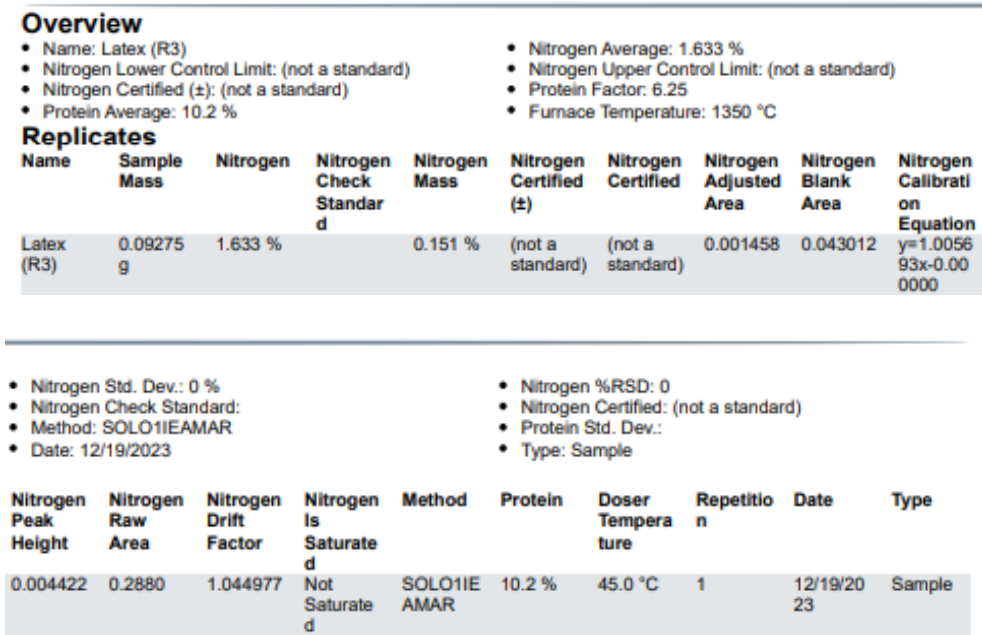 Overview
• Name: Latex (R3)
• Nitrogen Lower Control Limit: (not a standard)
• Nitrogen Certified (±): (not a standard)
• Protein Average: 10.2 %
• Nitrogen Average: 1.633 %
• Nitrogen Upper Control Limit: (not a standard)
• Protein Factor: 6.25
• Furnace Temperature: 1350 °C
Replicates
Name Sample Nitrogen Nitrogen Nitrogen Nitrogen Nitrogen Nitrogen Nitrogen Nitrogen
Mass Check Mass Certified Certified Adjusted Blank Calibrati
Standar (±) Area Area on
d Equation
Latex 0.09275 1.633 % 0.151 % (not a (not a 0.001458 0.043012 y=1.0056
(R3) g standard) standard) 93x-0.00
0000
• Nitrogen Std. Dev.: 0 %
• Nitrogen Check Standard:
• Method: SOLO1IEAMAR
• Date: 12/19/2023
• Nitrogen %RSD: 0
• Nitrogen Certified: (not a standard)
• Protein Std. Dev.:
• Type: Sample
Nitrogen Nitrogen Nitrogen Nitrogen Method Protein Doser Repetitio Date Type
Peak Raw Drift Is Tempera n
Height Area Factor Saturate ture
d
0.004422 0.2880 1.044977 Not SOLO1IE 10.2 % 45.0 °C 1 12/19/20 Sample
Saturate AMAR 23
d